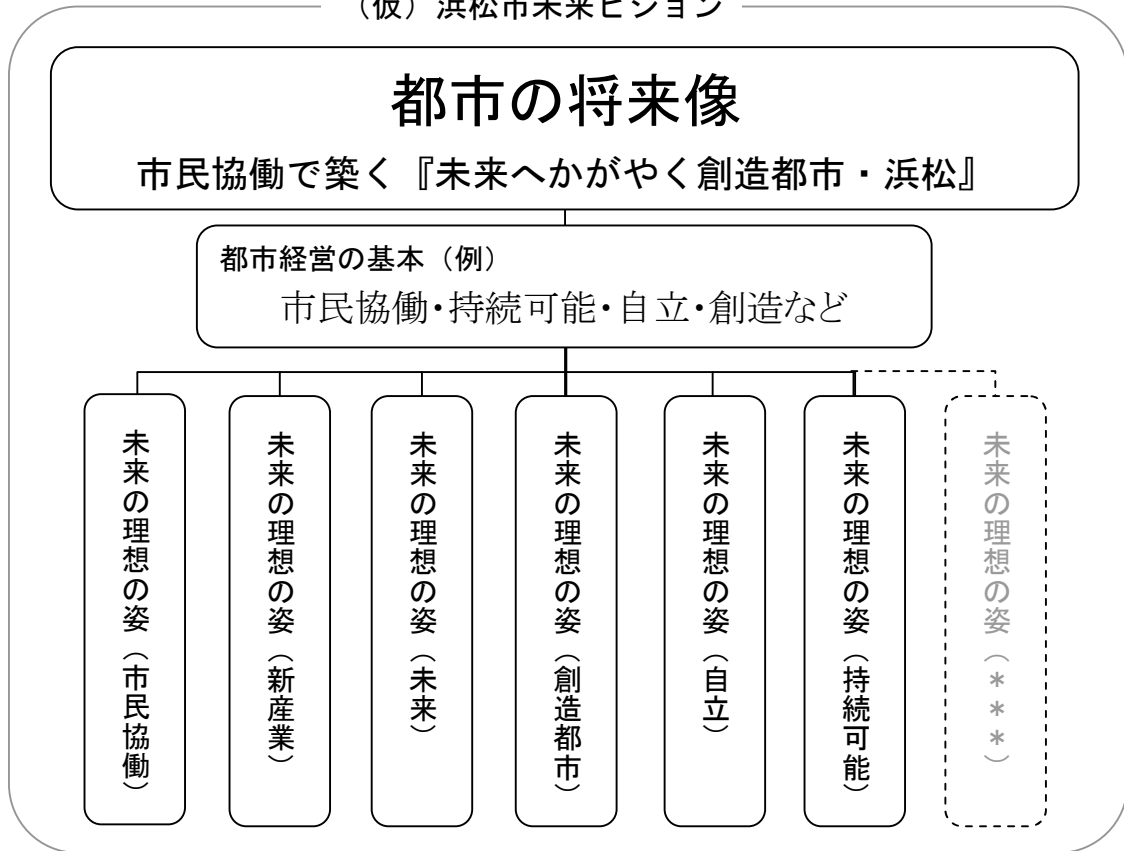 （仮）浜松市未来ビジョン
都市の将来像
市民協働で築く『未来へかがやく創造都市・浜松』
都市経営の基本（例）
市民協働・持続可能・自立・創造など
未来の理想の姿（市民協働）
未来の理想の姿（新産業）
未来の理想の姿（未来）
未来の理想の姿（創造都市）
未来の理想の姿（自立）
未来の理想の姿（持続可能）
未来の理想の姿（＊＊＊）